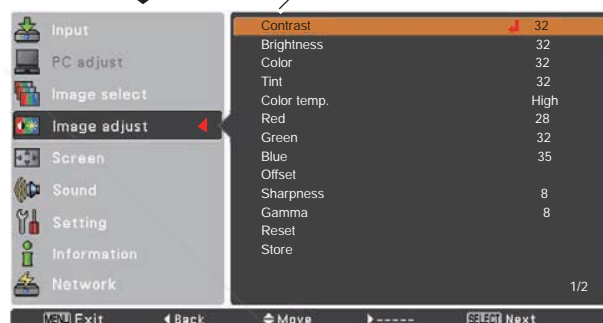 Input
PC adjust
Image select
Image adjust
Screen
Sound
Setting
Information
Network
Contrast 32
Brightness 32
Color 32
Tint 32
Color temp. High
Red 28
Green 32
Blue 35
Offset
Sharpness 8
Gamma 8
Reset
Store
1/2
MENU Exit Back Move ----- SELECT Next